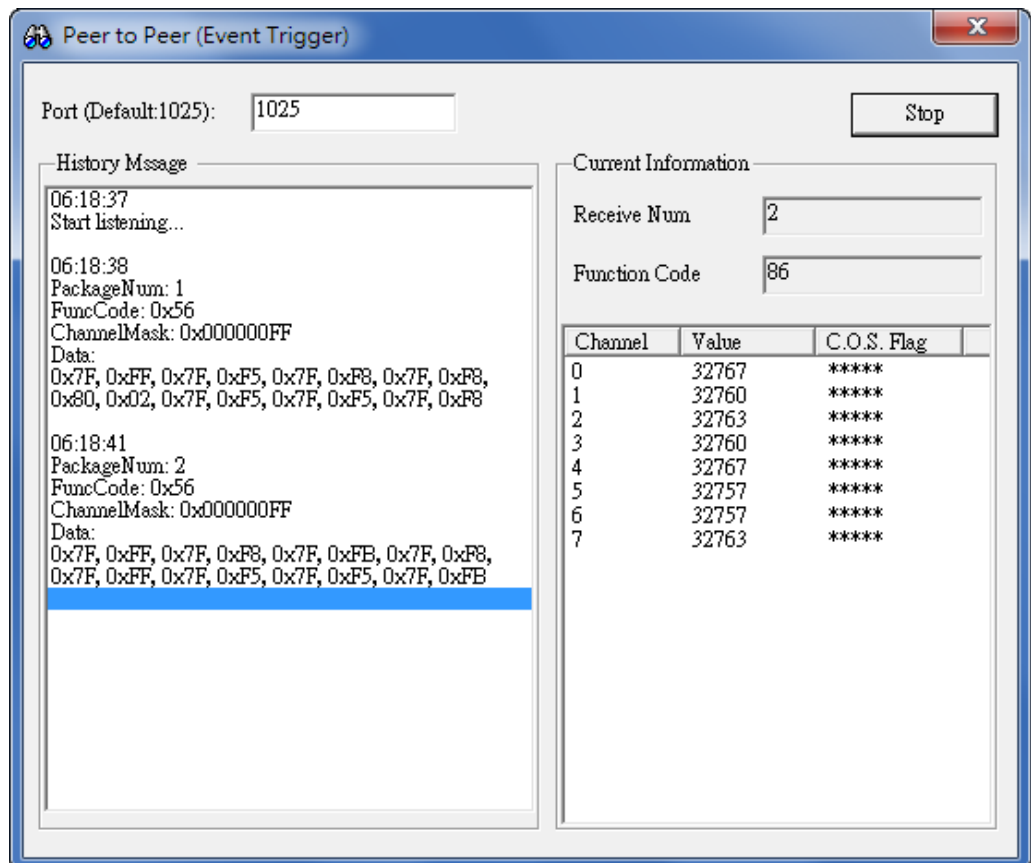 Peer to Peer (Event Trigger)
Port (Default:1025):
1025
Stop
History Mssage
06:18:37
Start listening...
06:18:38
PackageNum: 1
FuncCode: 0x56
ChannelMask: 0x000000FF
Data:
0x7F, 0xFF, 0x7F, 0xF5, 0x7F, 0xF8, 0x7F, 0xF8,
0x80, 0x02, 0x7F, 0xF5, 0x7F, 0xF5, 0x7F, 0xF8
06:18:41
PackageNum: 2
FuncCode: 0x56
ChannelMask: 0x000000FF
Data:
0x7F, 0xFF, 0x7F, 0xF8, 0x7F, 0xFB, 0x7F, 0xF8,
0x7F, 0xFF, 0x7F, 0xF5, 0x7F, 0xF5, 0x7F, 0xFB
Current Information
Receive Num 2
Function Code 86
Channel Value C.O.S. Flag
0 32767 *****
1 32760 *****
2 32763 *****
3 32760 *****
4 32767 *****
5 32757 *****
6 32757 *****
7 32763 *****